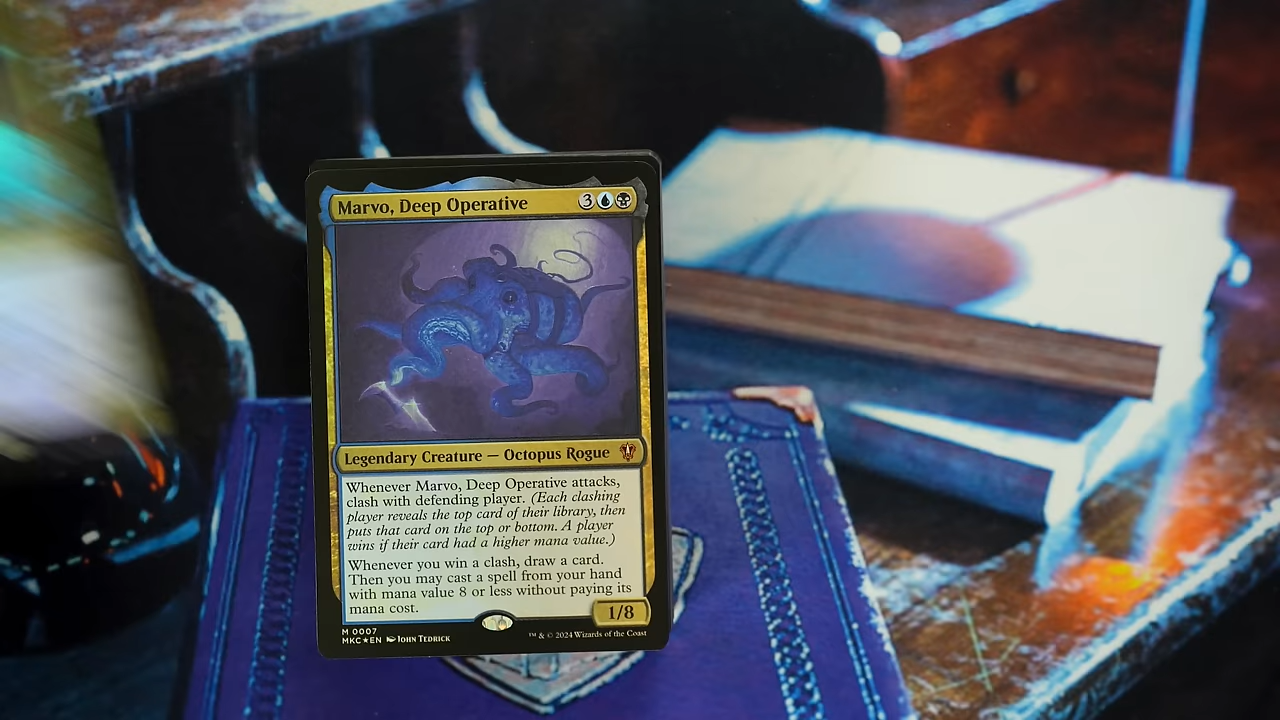 Marvo, Deep Operative 3
Legendary Creature — Octopus Rogue
Whenever Marvo, Deep Operative attacks,
clash with defending player. (Each clashing
player reveals the top card of their library, then
puts that card on the top or bottom. A player
wins if their card had a higher mana value.)
Whenever you win a clash, draw a card.
Then you may cast a spell from your hand
with mana value 8 or less without paying its
mana cost.
1/8
M 0007
MKC★EN JOHN TEDRICK
™ & © 2024 Wizards of the Coast